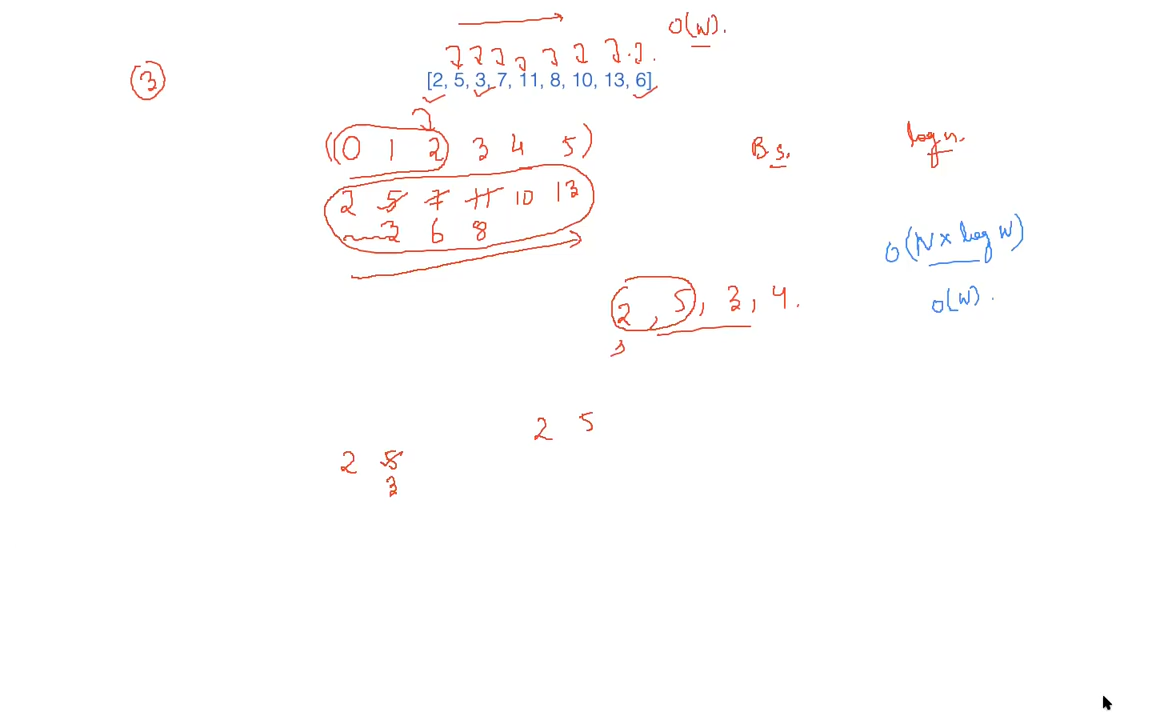 O(N).
3
[2, 5, 3, 7, 11, 8, 10, 13, 6]
((0 1 2 3 4 5)
B.S.
log n.
2 5 7 11 10 13
3 6 8
O(N × log N)
2, 5, 3, 4.
O(N).
2 5
2 5
3